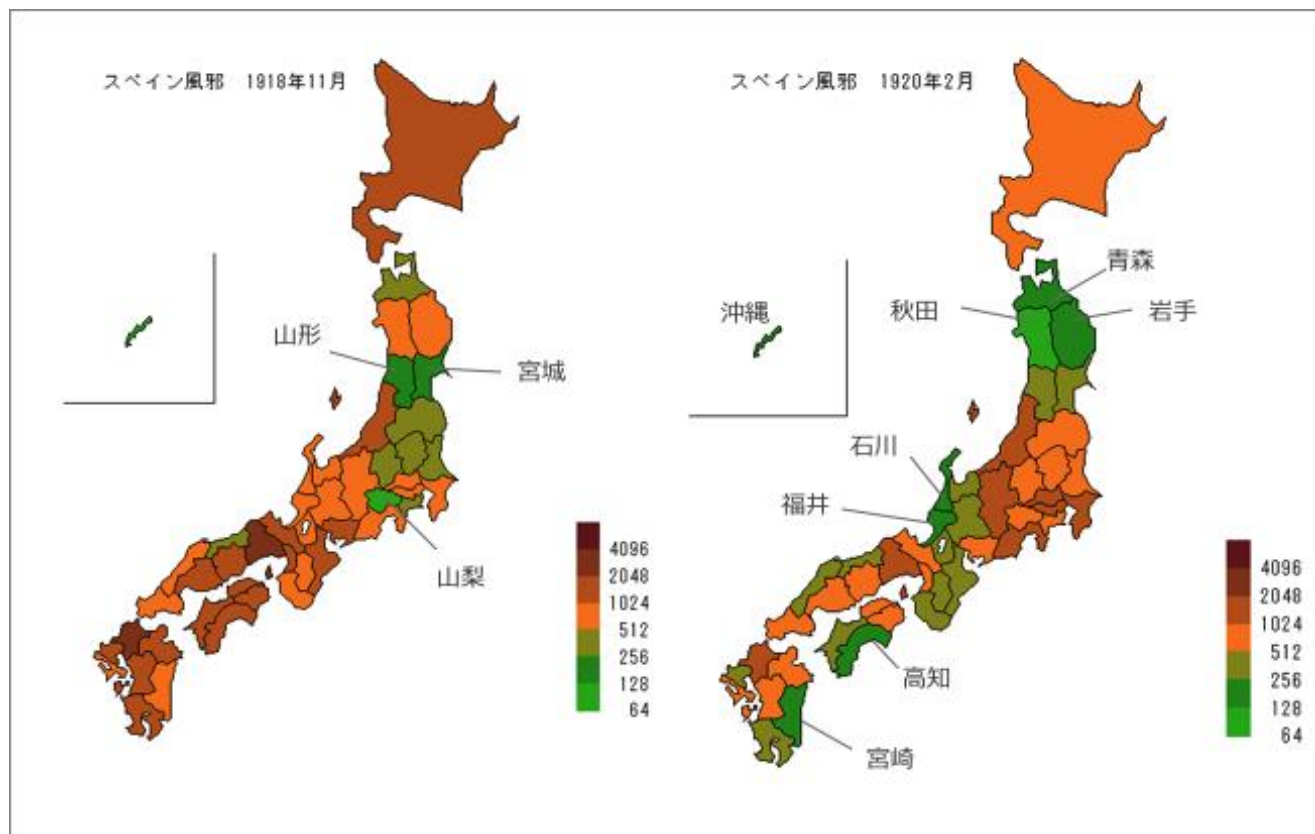 スペイン風邪　1918年11月
山形
宮城
山梨
4096
2048
1024
512
256
128
64
スペイン風邪　1920年2月
青森
沖縄
秋田
岩手
石川
福井
高知
宮崎
4096
2048
1024
512
256
128
64